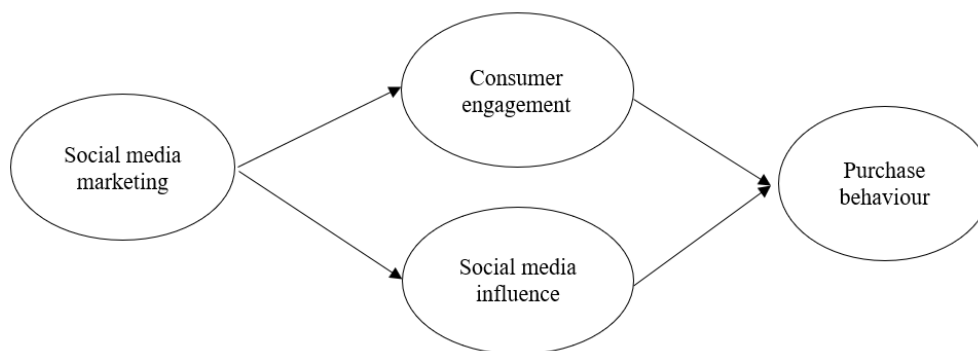 Consumer
engagement
Social media
marketing
Purchase
behaviour
Social media
influence